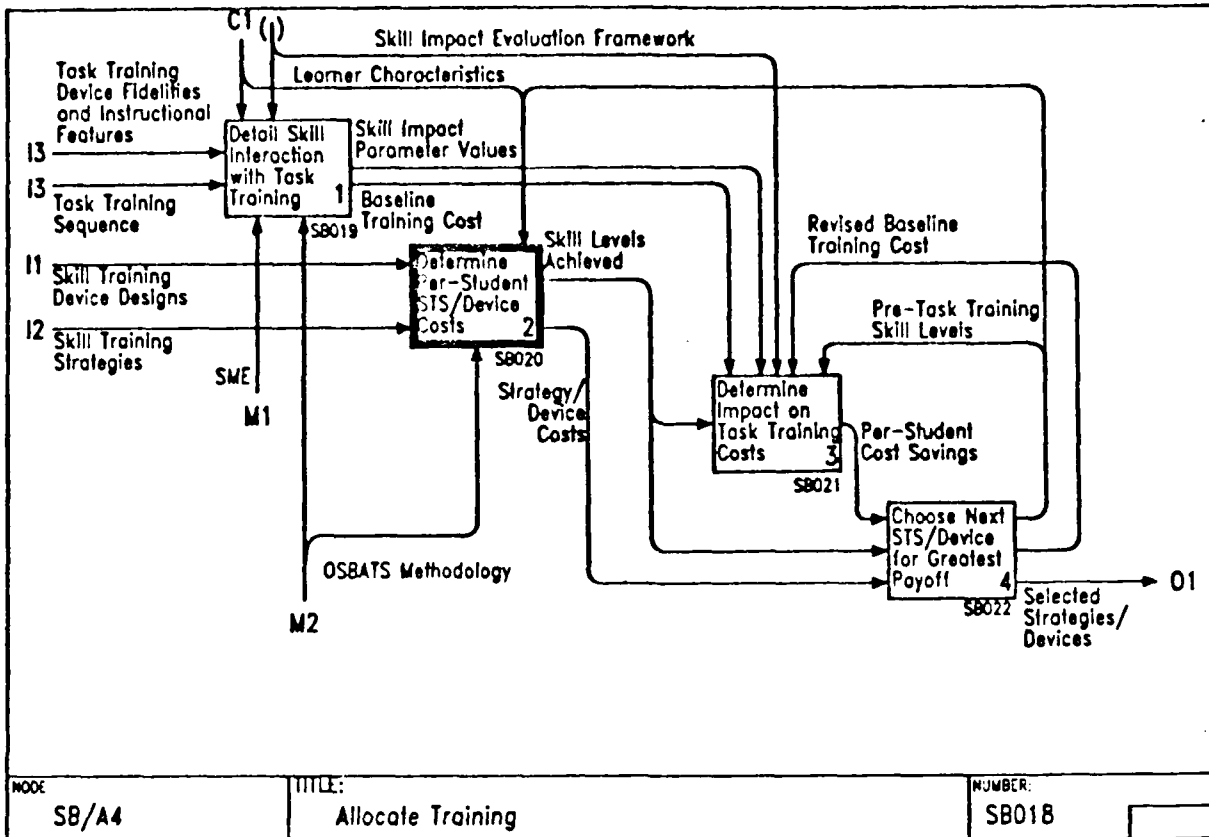 C1 ( )
Skill Impact Evaluation Framework
Learner Characteristics
Task Training
Device Fidelities
and Instructional
Features
I3
I3
Task Training
Sequence
Detail Skill
Interaction
with Task
Training 1
SB019
Skill Impact
Parameter Values
Baseline
Training Cost
I1
Skill Training
Device Designs
I2
Skill Training
Strategies
SME
M1
Determine
Per-Student
STS/Device
Costs 2
SB020
Skill Levels
Achieved
Strategy/
Device
Costs
Revised Baseline
Training Cost
Pre-Task Training
Skill Levels
Determine
Impact on
Task Training
Costs 3
SB021
Per-Student
Cost Savings
Choose Next
STS/Device
for Greatest
Payoff 4
SB022
O1
Selected
Strategies/
Devices
OSBATS Methodology
M2
NODE
SB/A4
TITLE:
Allocate Training
NUMBER:
SB018